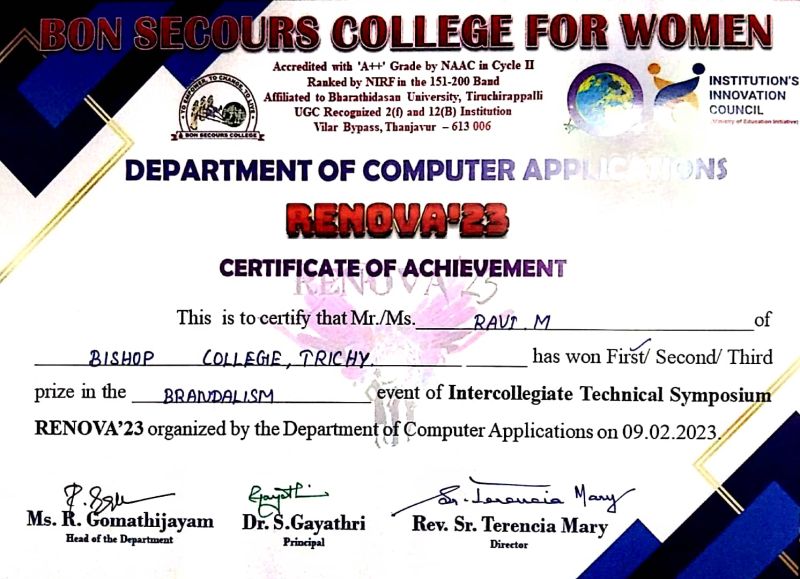 BON SECOURS COLLEGE FOR WOMEN
Accredited with 'A++' Grade by NAAC in Cycle II
Ranked by NIRF in the 151-200 Band
Affiliated to Bharathidasan University, Tiruchirappalli
UGC Recognized 2(f) and 12(B) Institution
Vilar Bypass, Thanjavur – 613 006
TO EMPOWER, TO CHANGE, TO LIVE
BON SECOURS COLLEGE
INSTITUTION'S
INNOVATION
COUNCIL
(Ministry of Education Initiative)
DEPARTMENT OF COMPUTER APPLICATIONS
RENOVA'23
CERTIFICATE OF ACHIEVEMENT
RENOVA'23
This is to certify that Mr./Ms. RAVI. M of
BISHOP COLLEGE, TRICHY. has won First/ Second/ Third
prize in the BRANDALISM event of Intercollegiate Technical Symposium
RENOVA'23 organized by the Department of Computer Applications on 09.02.2023.
Gayathri Sr. Terencia Mary
Ms. R. Gomathijayam Dr. S.Gayathri Rev. Sr. Terencia Mary
Head of the Department Principal Director